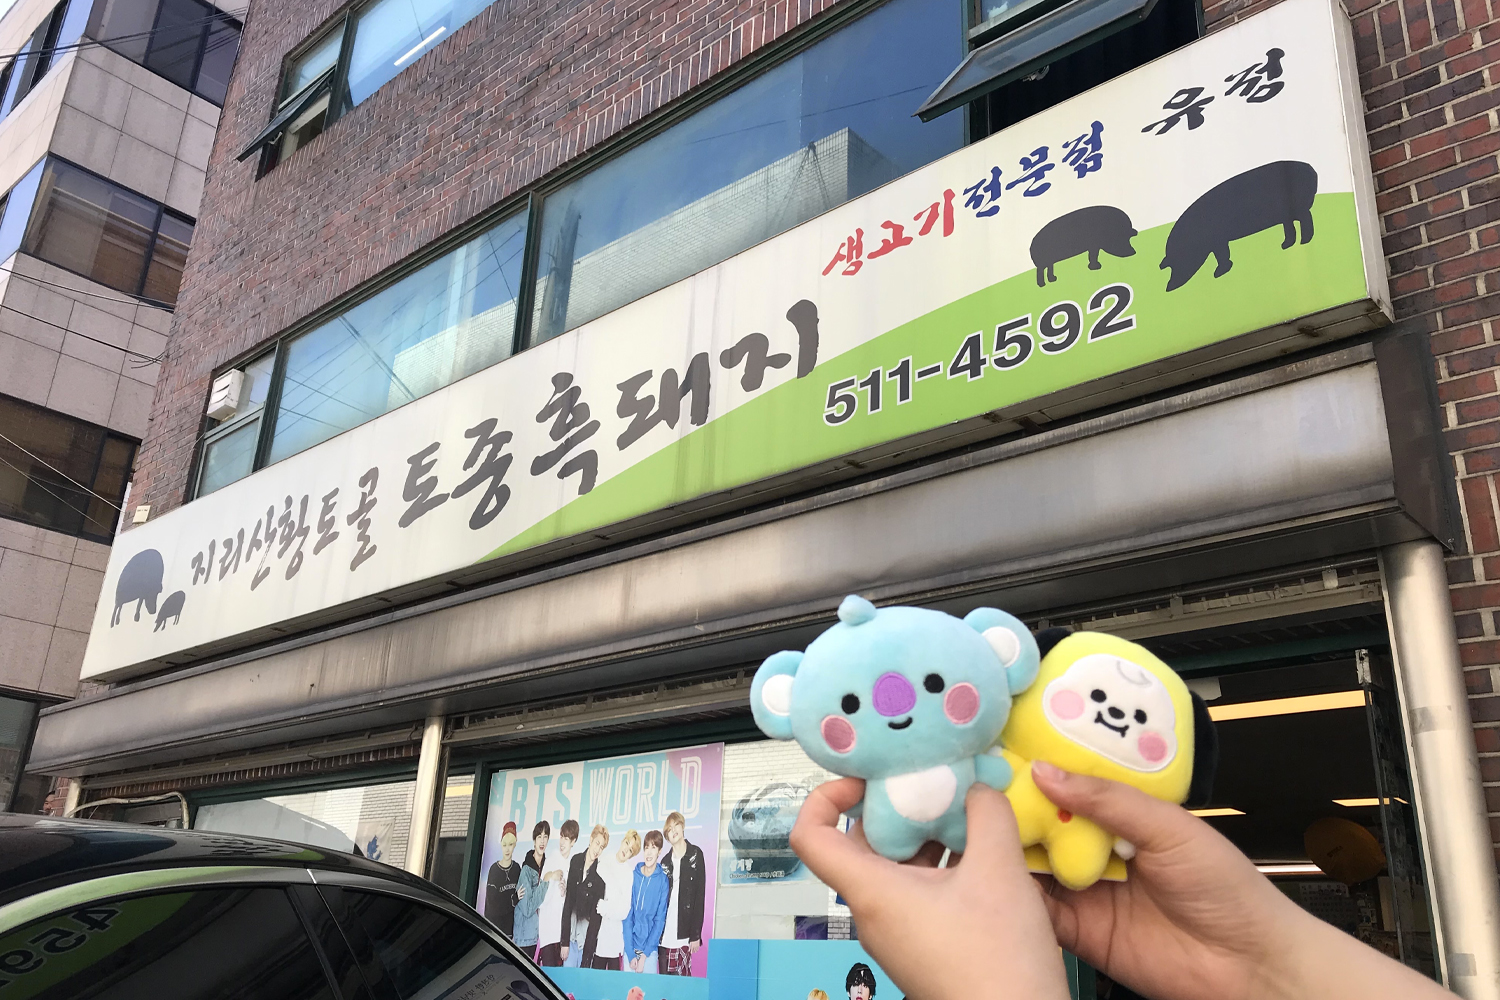 지리산황토골 토종흑돼지
생고기전문점 유정
511-4592
BTS WORLD